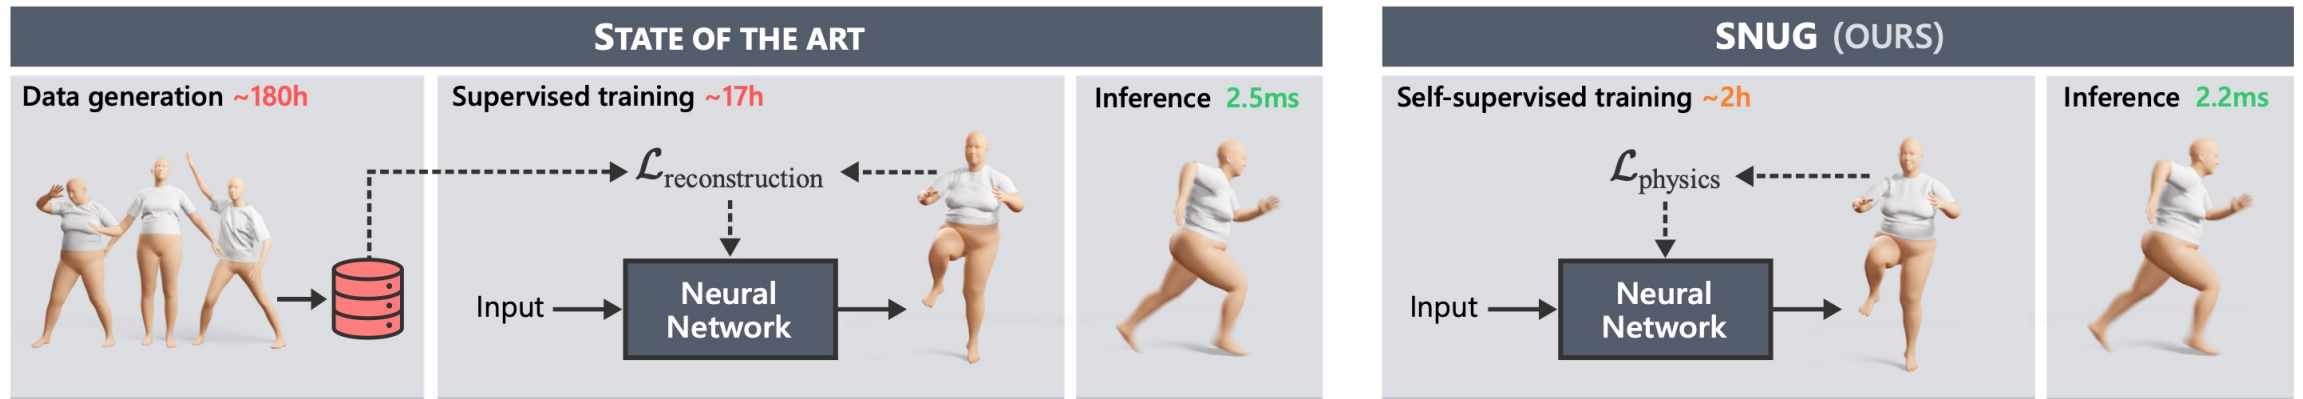 STATE OF THE ART
Data generation ~180h
Supervised training ~17h
ℒreconstruction
Input
Neural
Network
Inference 2.5ms
SNUG (OURS)
Self-supervised training ~2h
ℒphysics
Input
Neural
Network
Inference 2.2ms